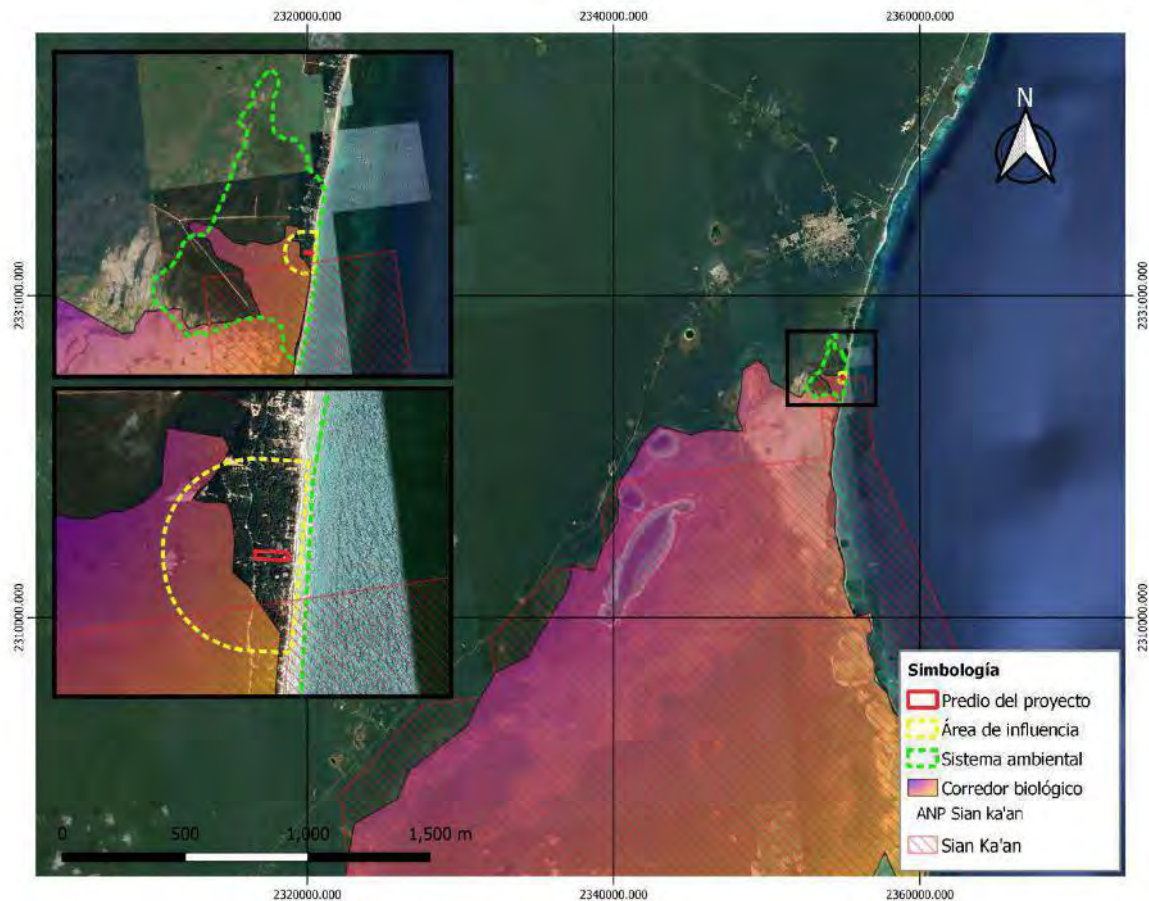 2320000.000 2340000.000 2360000.000
N
2331000.000 2331000.000
2310000.000 2310000.000
Simbología
Predio del proyecto
Área de influencia
Sistema ambiental
Corredor biológico
ANP Sian ka'an
Sian Ka'an
0 500 1,000 1,500 m
2320000.000 2340000.000 2360000.000